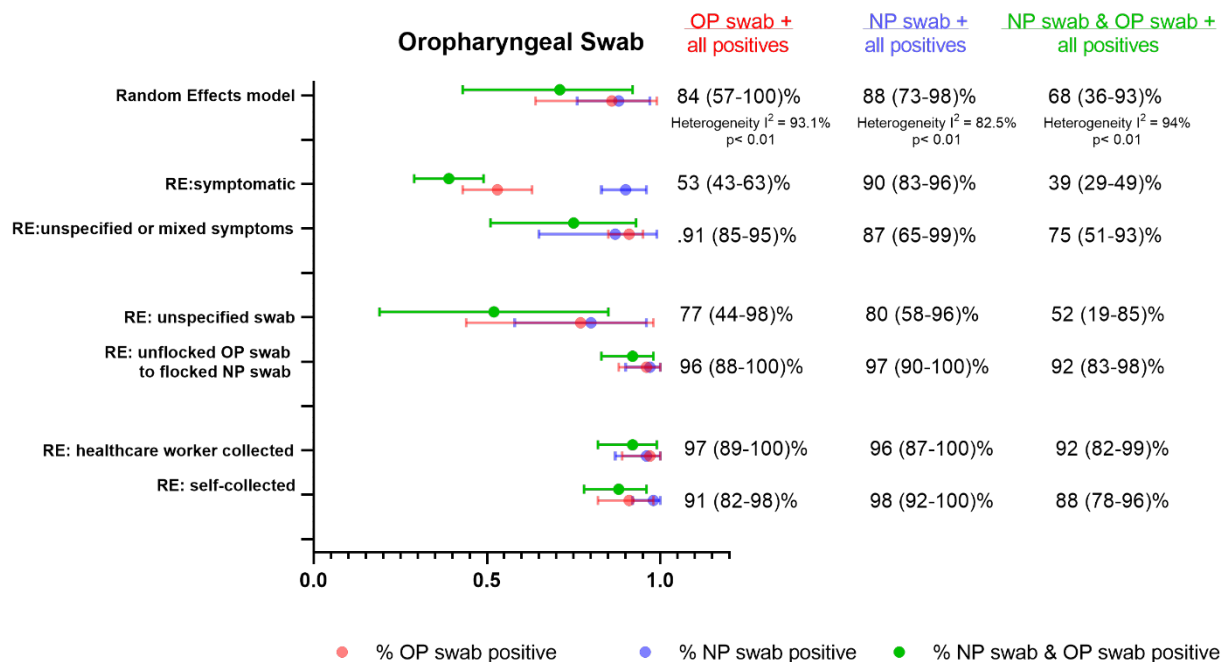 Oropharyngeal Swab
OP swab +
all positives
NP swab +
all positives
NP swab & OP swab +
all positives
Random Effects model
84 (57-100)%
88 (73-98)%
68 (36-93)%
Heterogeneity I² = 93.1%
p< 0.01
Heterogeneity I² = 82.5%
p< 0.01
Heterogeneity I² = 94%
p< 0.01
RE:symptomatic
53 (43-63)%
90 (83-96)%
39 (29-49)%
RE:unspecified or mixed symptoms
.91 (85-95)%
87 (65-99)%
75 (51-93)%
RE: unspecified swab
77 (44-98)%
80 (58-96)%
52 (19-85)%
RE: unflocked OP swab
to flocked NP swab
96 (88-100)%
97 (90-100)%
92 (83-98)%
RE: healthcare worker collected
97 (89-100)%
96 (87-100)%
92 (82-99)%
RE: self-collected
91 (82-98)%
98 (92-100)%
88 (78-96)%
0.0
0.5
1.0
% OP swab positive
% NP swab positive
% NP swab & OP swab positive